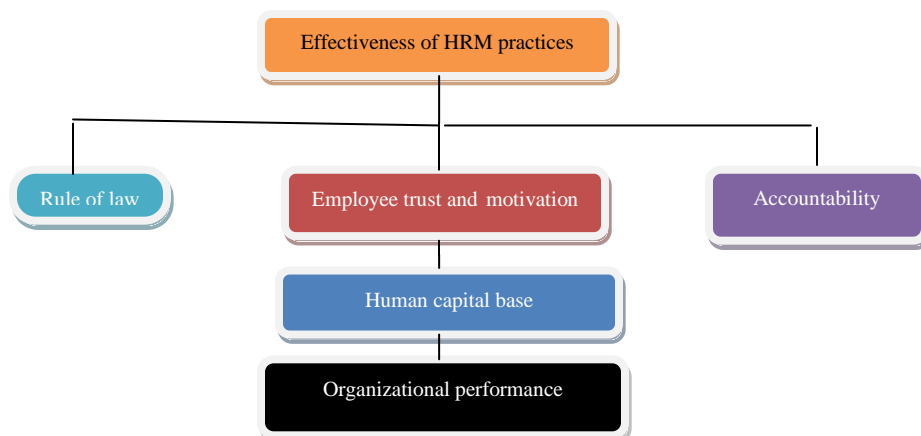 Effectiveness of HRM practices
Rule of law
Employee trust and motivation
Accountability
Human capital base
Organizational performance